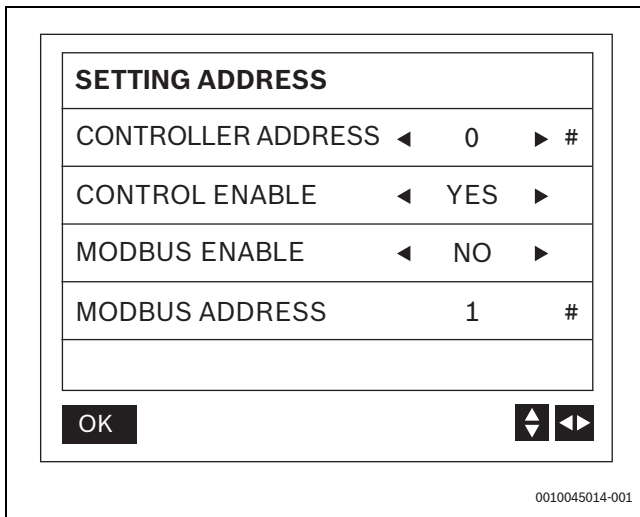 SETTING ADDRESS
CONTROLLER ADDRESS ◀ 0 ▶ #
CONTROL ENABLE ◀ YES ▶
MODBUS ENABLE ◀ NO ▶
MODBUS ADDRESS 1 #
OK
0010045014-001